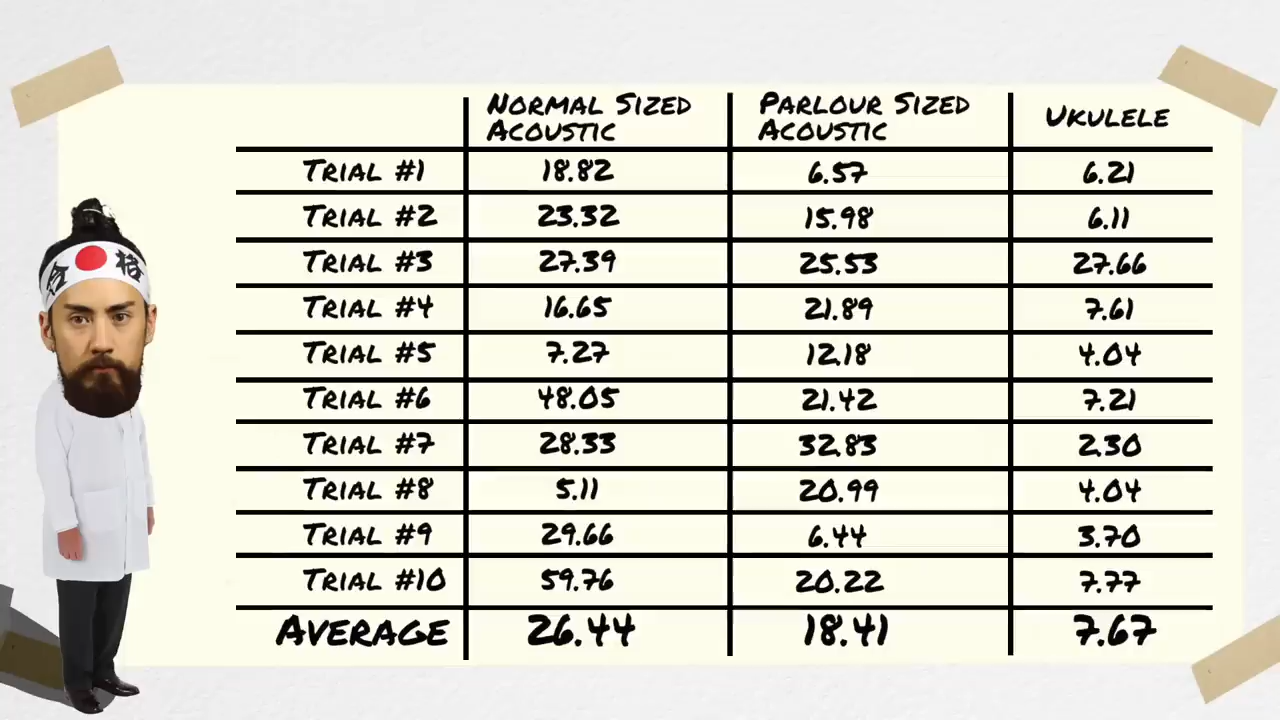 Normal Sized Acoustic Parlour Sized Acoustic Ukulele
Trial #1 18.82 6.57 6.21
Trial #2 23.32 15.98 6.11
Trial #3 27.39 25.53 27.66
Trial #4 16.65 21.89 7.61
Trial #5 7.27 12.18 4.04
Trial #6 48.05 21.42 7.21
Trial #7 28.33 32.83 2.30
Trial #8 5.11 20.99 4.04
Trial #9 29.66 6.44 3.70
Trial #10 59.76 20.22 7.77
Average 26.44 18.41 7.67
合格